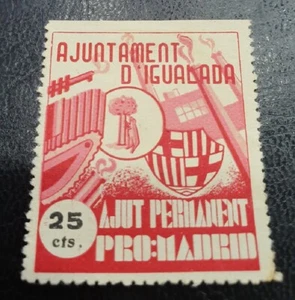 AJUNTAMENT
D'IGUALADA
25
cts.
AJUT PERMANENT
PRO:MADRID